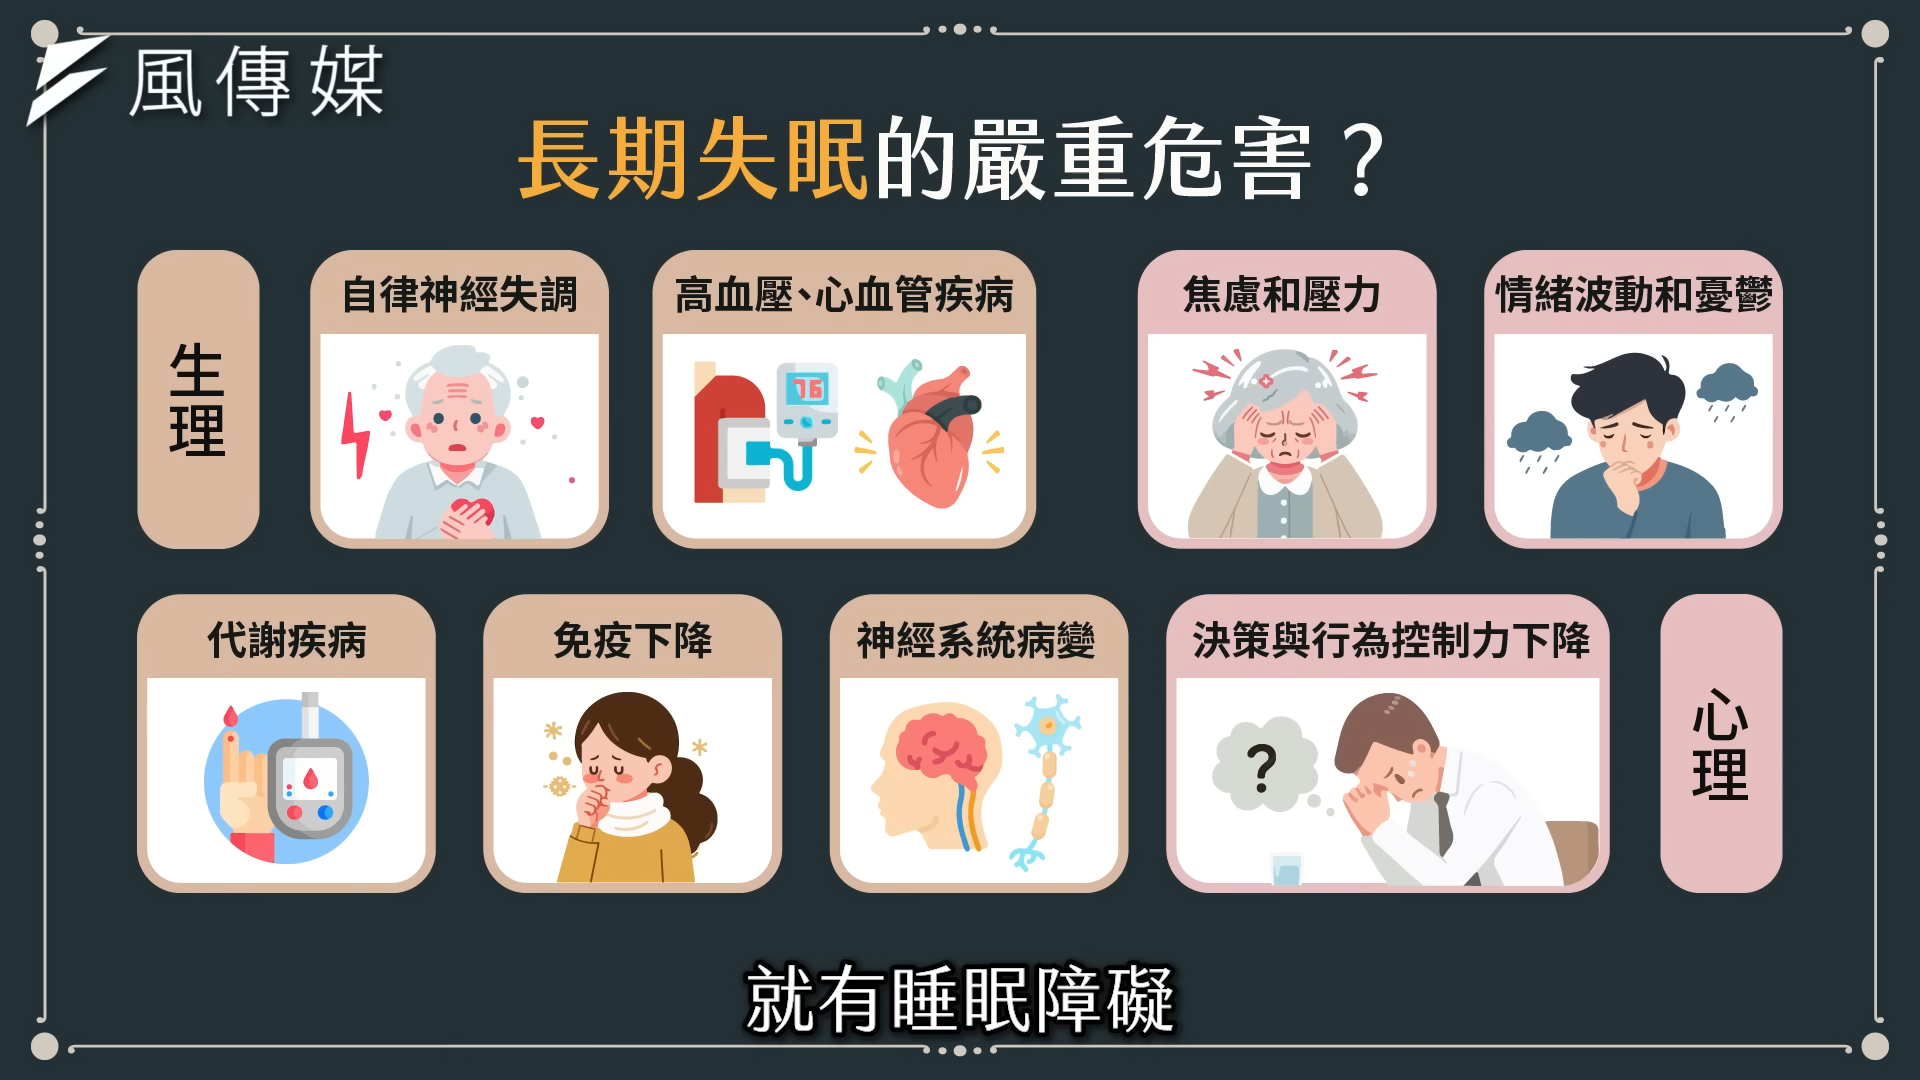 風傳媒
長期失眠的嚴重危害？
生理
自律神經失調
高血壓、心血管疾病
76
焦慮和壓力
情緒波動和憂鬱
代謝疾病
免疫下降
神經系統病變
決策與行為控制力下降
?
心理
就有睡眠障礙